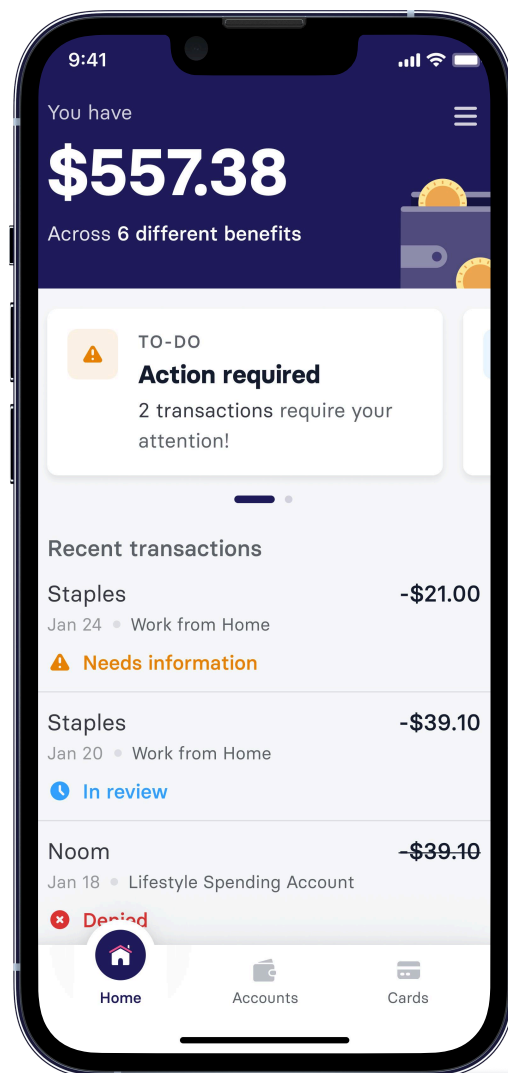 9:41
You have
$557.38
Across 6 different benefits
TO-DO
Action required
2 transactions require your
attention!
Recent transactions
Staples -$21.00
Jan 24 • Work from Home
Needs information
Staples -$39.10
Jan 20 • Work from Home
In review
Noom -$39.10
Jan 18 • Lifestyle Spending Account
Denied
Home Accounts Cards